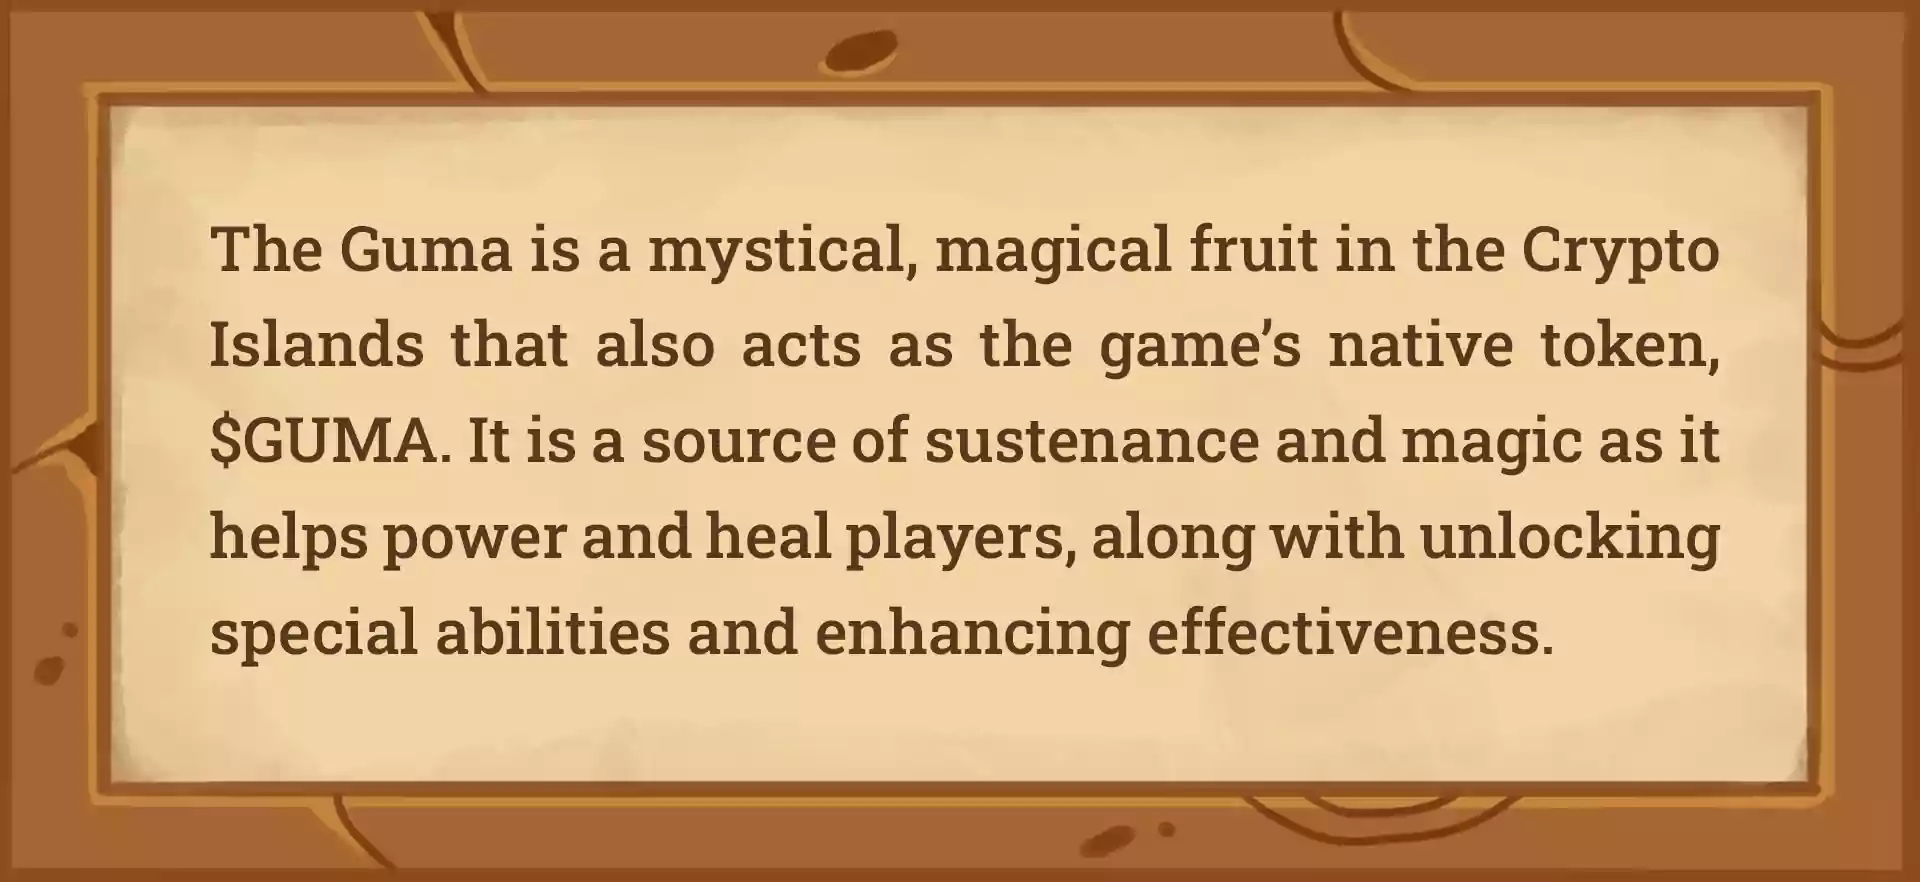 The Guma is a mystical, magical fruit in the Crypto
Islands that also acts as the game’s native token,
$GUMA. It is a source of sustenance and magic as it
helps power and heal players, along with unlocking
special abilities and enhancing effectiveness.